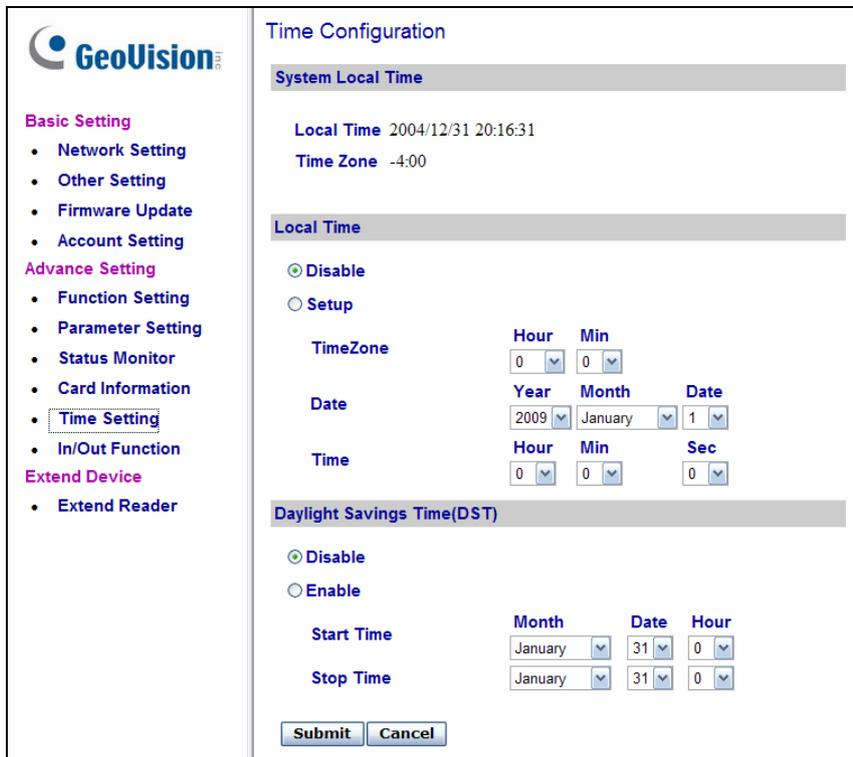 GeoVision inc
Basic Setting
• Network Setting
• Other Setting
• Firmware Update
• Account Setting
Advance Setting
• Function Setting
• Parameter Setting
• Status Monitor
• Card Information
• Time Setting
• In/Out Function
Extend Device
• Extend Reader
Time Configuration
System Local Time
Local Time 2004/12/31 20:16:31
Time Zone -4:00
Local Time
Disable
Setup
Hour Min
TimeZone 0 0
Year Month Date
Date 2009 January 1
Hour Min Sec
Time 0 0 0
Daylight Savings Time(DST)
Disable
Enable
Month Date Hour
Start Time January 31 0
Stop Time January 31 0
Submit Cancel